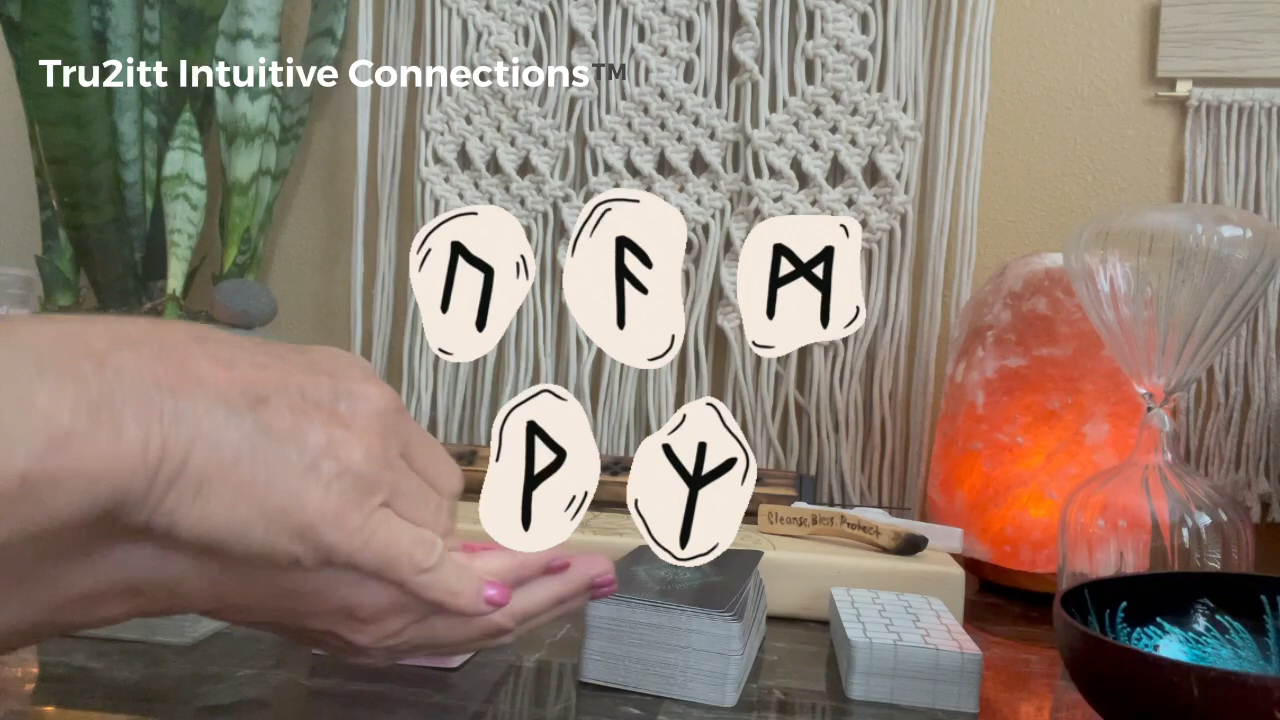 Tru2itt Intuitive Connections™
ᚢ ᚨ ᛗ
ᚹ ᛉ
Cleanse, Bless, Protect